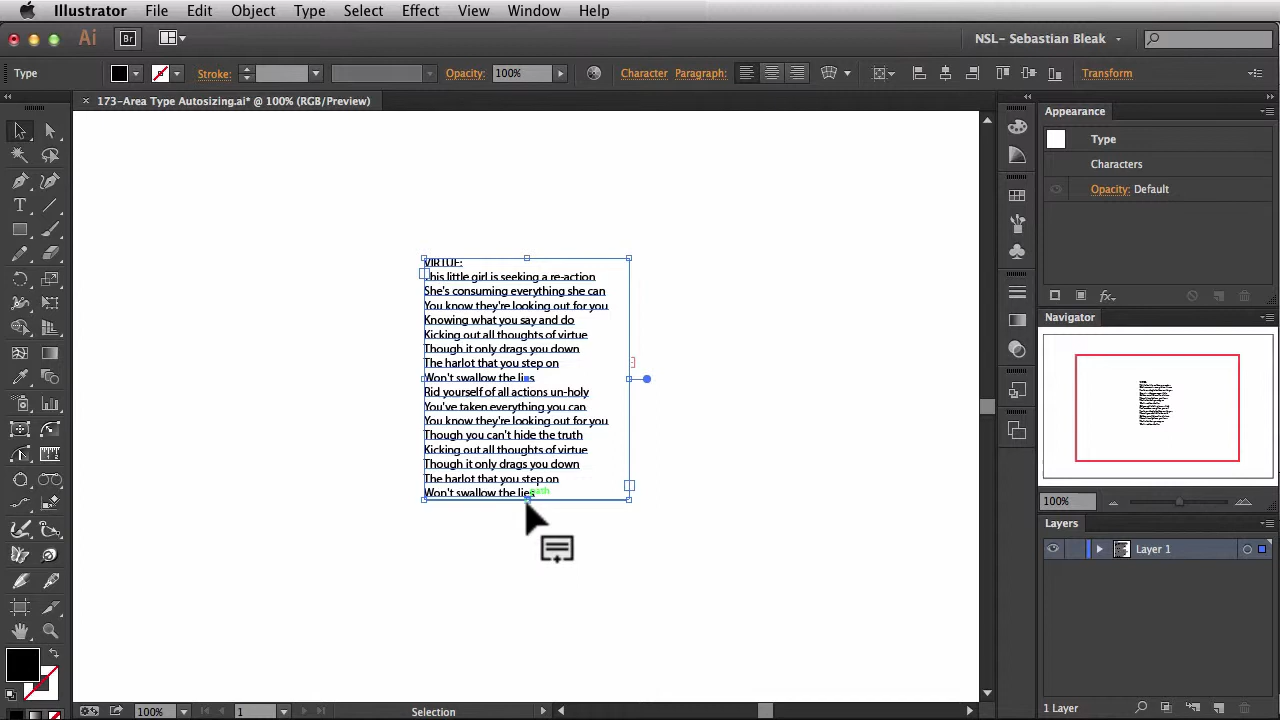 Illustrator File Edit Object Type Select Effect View Window Help
Ai Br NSL- Sebastian Bleak
Type Stroke: Opacity: 100% Character Paragraph: Transform
173-Area Type Autosizing.ai* @ 100% (RGB/Preview)
Appearance
Type
Characters
Opacity: Default
fx
Navigator
100%
Layers
Layer 1
1 Layer
VIRTUE:
This little girl is seeking a re-action
She's consuming everything she can
You know they're looking out for you
Knowing what you say and do
Kicking out all thoughts of virtue
Though it only drags you down
The harlot that you step on
Won't swallow the lies
Rid yourself of all actions un-holy
You've taken everything you can
You know they're looking out for you
Though you can't hide the truth
Kicking out all thoughts of virtue
Though it only drags you down
The harlot that you step on
Won't swallow the lies
path
100% 1 Selection